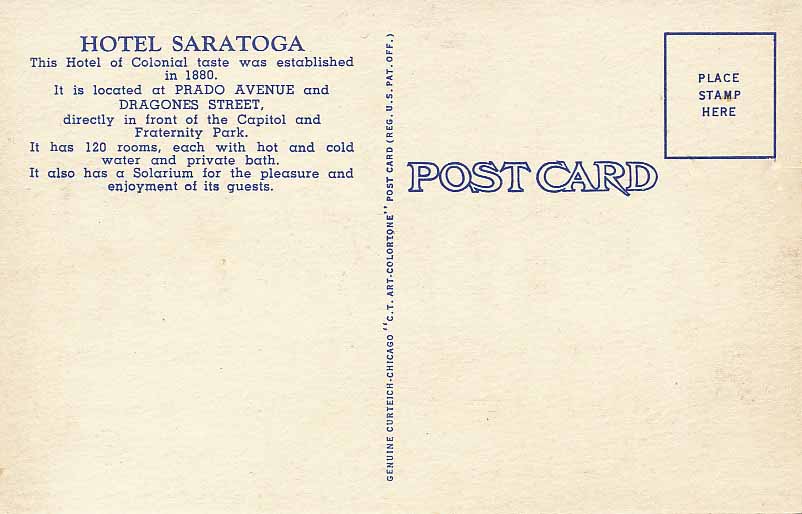 HOTEL SARATOGA
This Hotel of Colonial taste was established
in 1880.
It is located at PRADO AVENUE and
DRAGONES STREET,
directly in front of the Capitol and
Fraternity Park.
It has 120 rooms, each with hot and cold
water and private bath.
It also has a Solarium for the pleasure and
enjoyment of its guests.
GENUINE CURTEICH-CHICAGO "C.T. ART-COLORTONE" POST CARD (REG. U.S. PAT. OFF.)
POST CARD
PLACE
STAMP
HERE